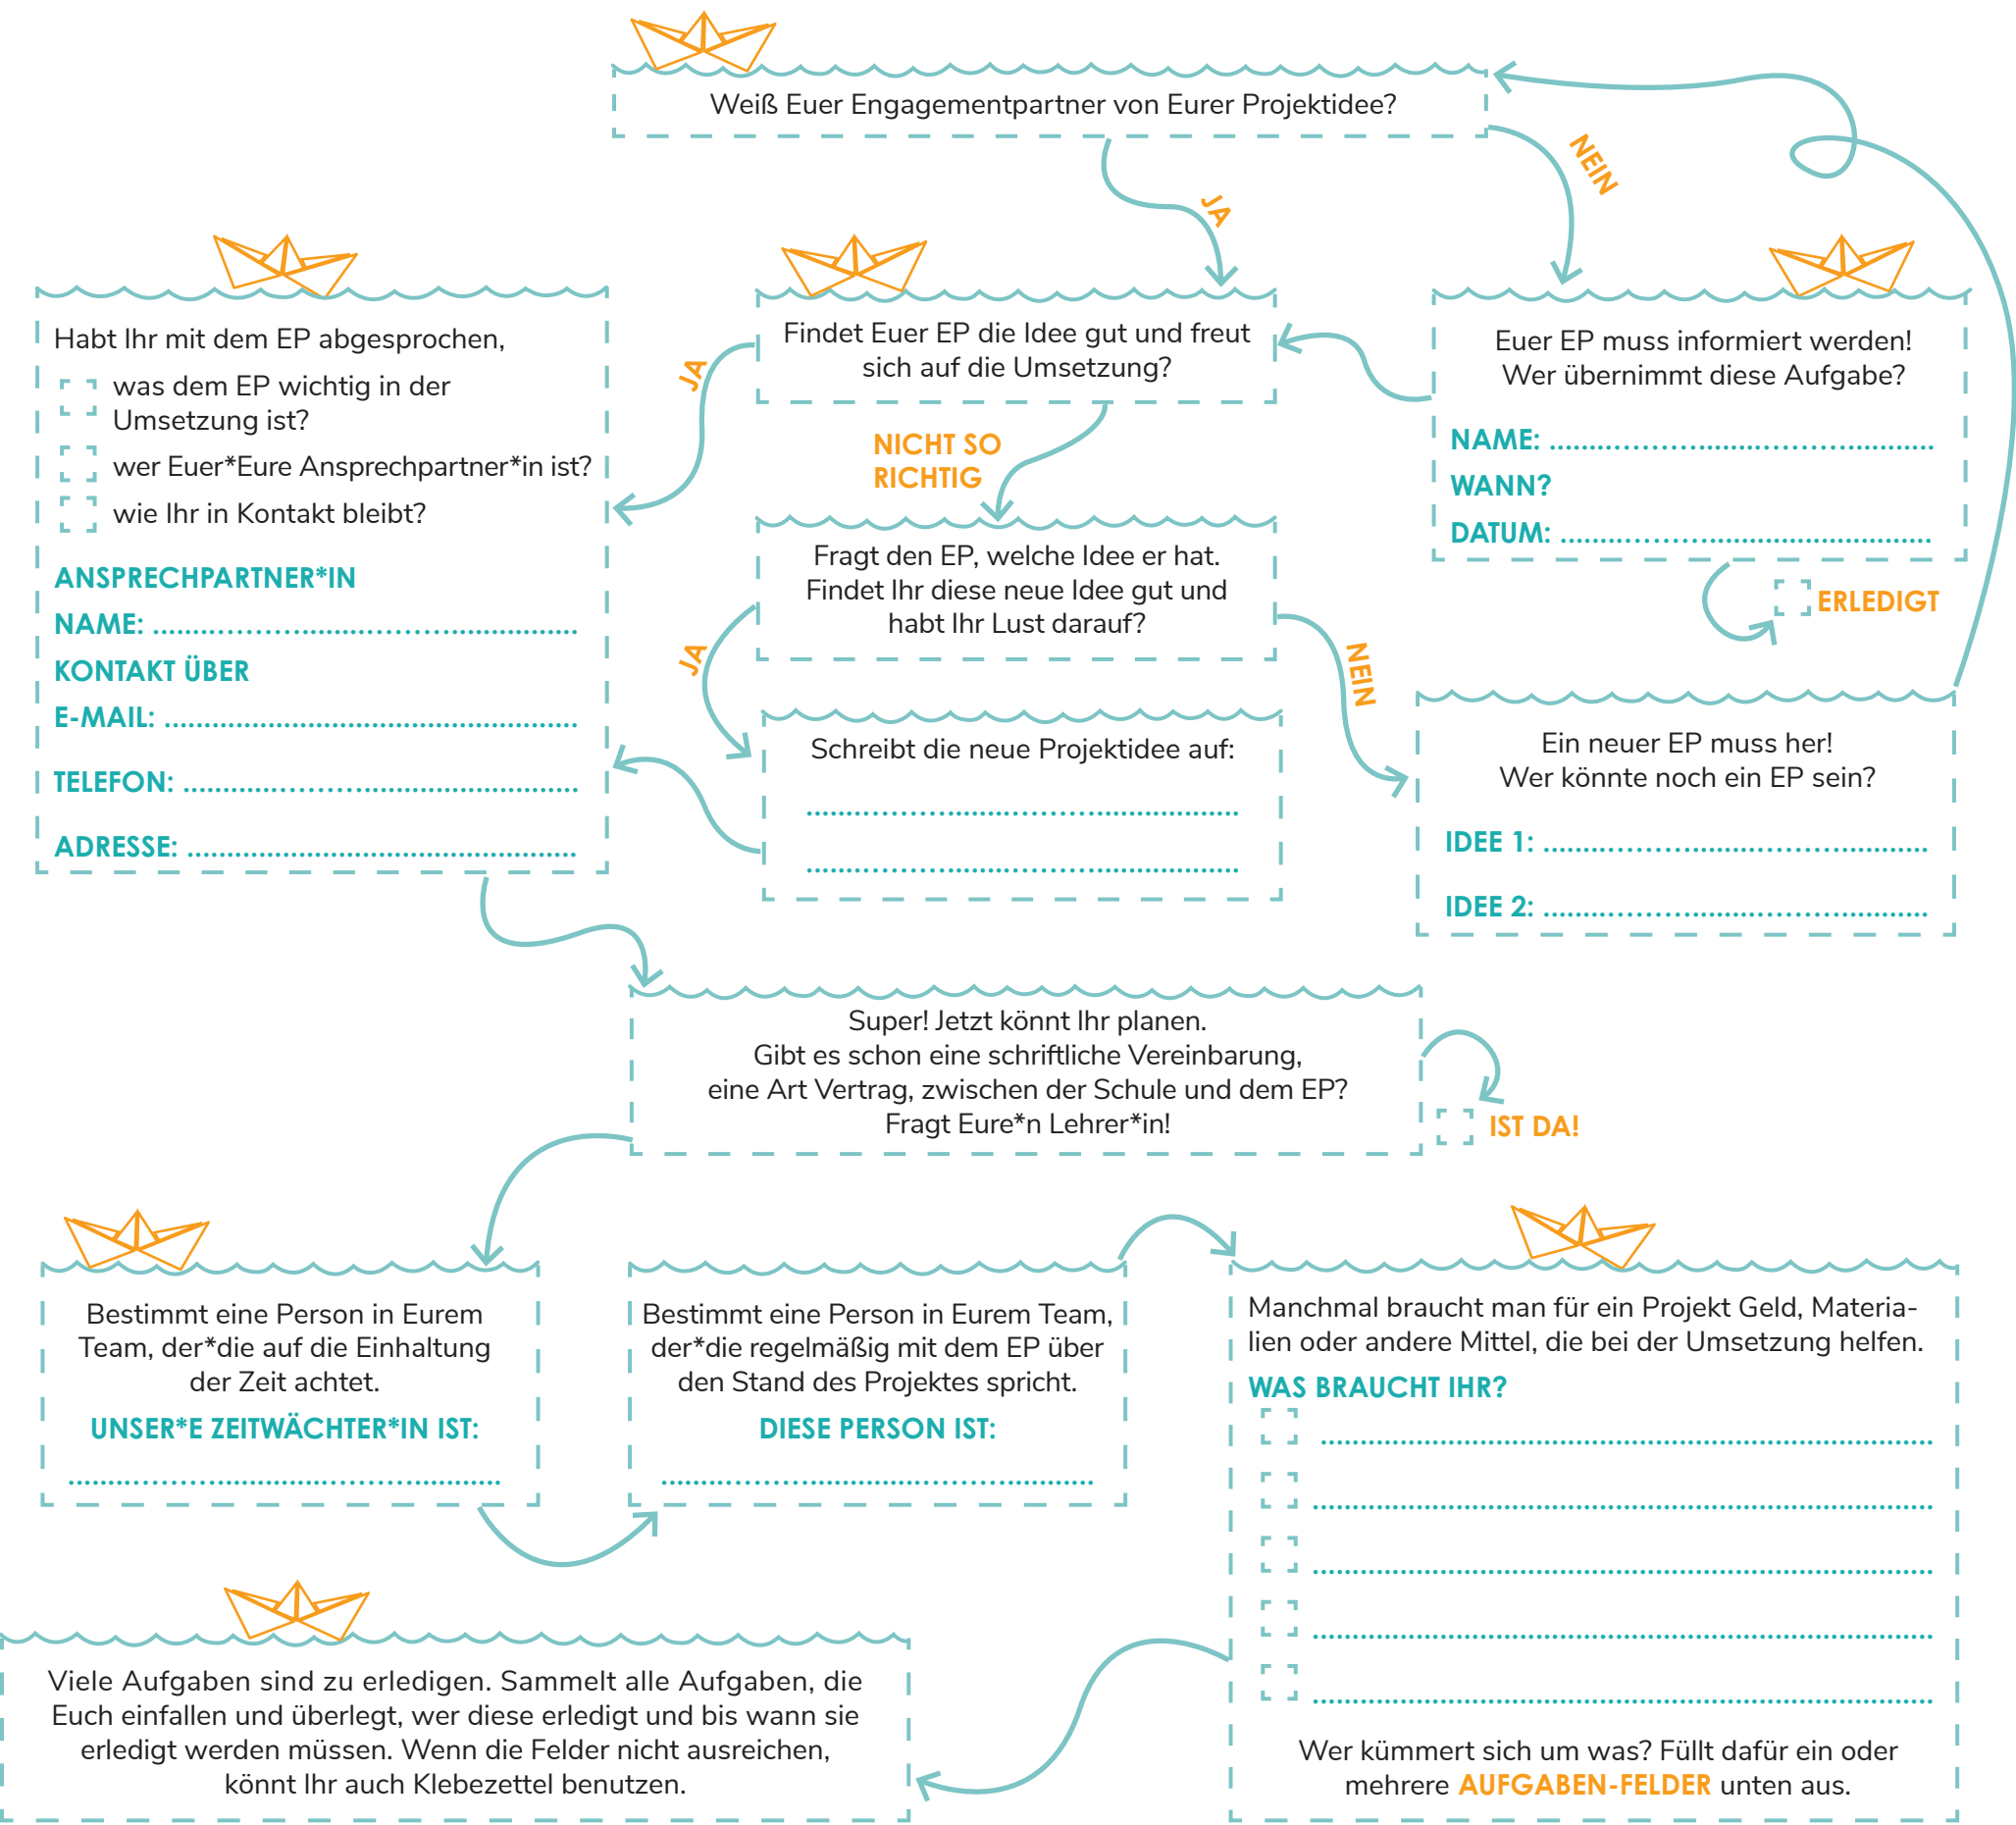 Weiß Euer Engagementpartner von Eurer Projektidee?
JA
NEIN
Habt Ihr mit dem EP abgesprochen,
was dem EP wichtig in der
Umsetzung ist?
wer Euer*Eure Ansprechpartner*in ist?
wie Ihr in Kontakt bleibt?
ANSPRECHPARTNER*IN
NAME:
KONTAKT ÜBER
E-MAIL:
TELEFON:
ADRESSE:
JA
Findet Euer EP die Idee gut und freut
sich auf die Umsetzung?
NICHT SO
RICHTIG
Euer EP muss informiert werden!
Wer übernimmt diese Aufgabe?
NAME:
WANN?
DATUM:
ERLEDIGT
Fragt den EP, welche Idee er hat.
Findet Ihr diese neue Idee gut und
habt Ihr Lust darauf?
JA
NEIN
Schreibt die neue Projektidee auf:
Ein neuer EP muss her!
Wer könnte noch ein EP sein?
IDEE 1:
IDEE 2:
Super! Jetzt könnt Ihr planen.
Gibt es schon eine schriftliche Vereinbarung,
eine Art Vertrag, zwischen der Schule und dem EP?
Fragt Eure*n Lehrer*in!
IST DA!
Bestimmt eine Person in Eurem
Team, der*die auf die Einhaltung
der Zeit achtet.
UNSER*E ZEITWÄCHTER*IN IST:
Bestimmt eine Person in Eurem Team,
der*die regelmäßig mit dem EP über
den Stand des Projektes spricht.
DIESE PERSON IST:
Manchmal braucht man für ein Projekt Geld, Materia-
lien oder andere Mittel, die bei der Umsetzung helfen.
WAS BRAUCHT IHR?
Wer kümmert sich um was? Füllt dafür ein oder
mehrere AUFGABEN-FELDER unten aus.
Viele Aufgaben sind zu erledigen. Sammelt alle Aufgaben, die
Euch einfallen und überlegt, wer diese erledigt und bis wann sie
erledigt werden müssen. Wenn die Felder nicht ausreichen,
könnt Ihr auch Klebezettel benutzen.